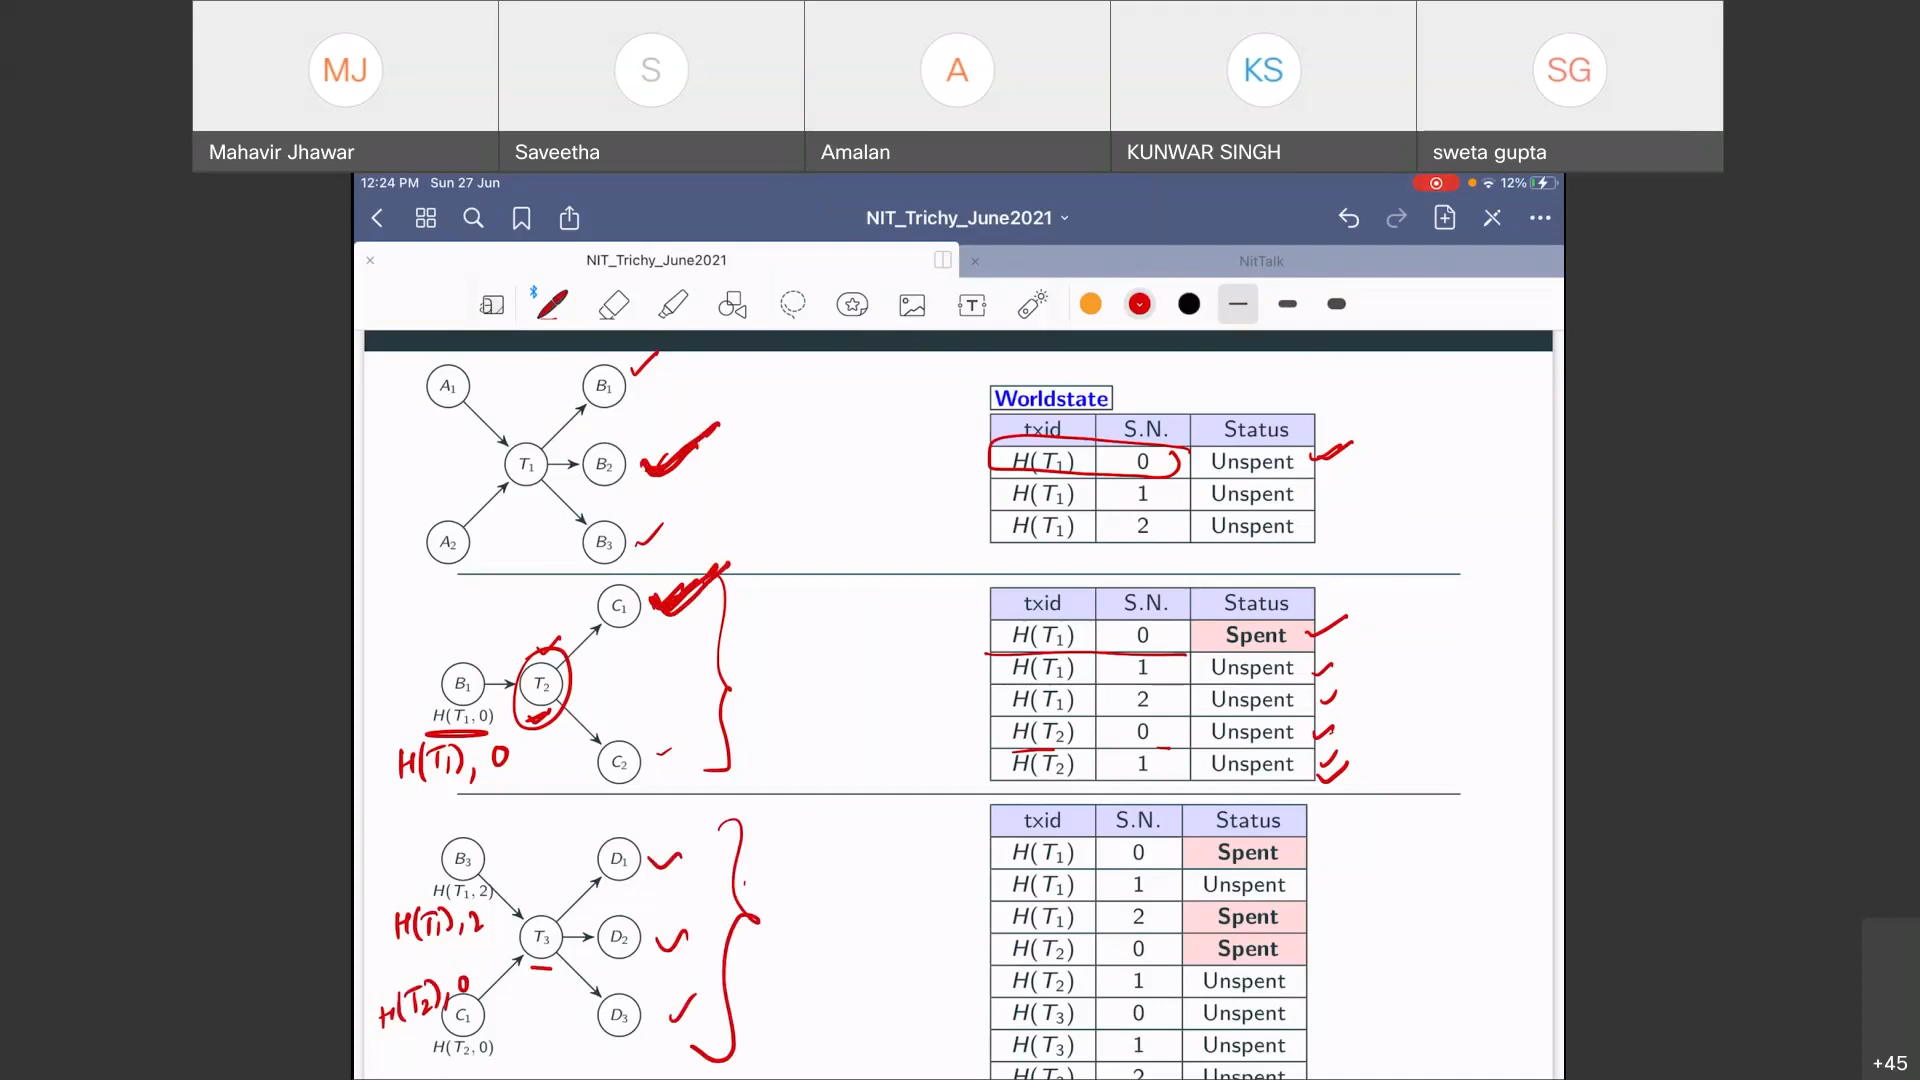 MJ S A KS SG
Mahavir Jhawar Saveetha Amalan KUNWAR SINGH sweta gupta
12:24 PM Sun 27 Jun 12%
NIT_Trichy_June2021
NIT_Trichy_June2021 NitTalk
T
A₁ B₁
T₁ B₂
A₂ B₃
Worldstate
txid S.N. Status
H(T₁) 0 Unspent
H(T₁) 1 Unspent
H(T₁) 2 Unspent
C₁
B₁ T₂
H(T₁, 0)
H(T₁), 0
C₂
txid S.N. Status
H(T₁) 0 Spent
H(T₁) 1 Unspent
H(T₁) 2 Unspent
H(T₂) 0 Unspent
H(T₂) 1 Unspent
B₃ D₁
H(T₁, 2)
H(T₁), 2
T₃ D₂
H(T₂), 0
C₁ D₃
H(T₂, 0)
txid S.N. Status
H(T₁) 0 Spent
H(T₁) 1 Unspent
H(T₁) 2 Spent
H(T₂) 0 Spent
H(T₂) 1 Unspent
H(T₃) 0 Unspent
H(T₃) 1 Unspent
H(T₃) 2 Unspent
+45